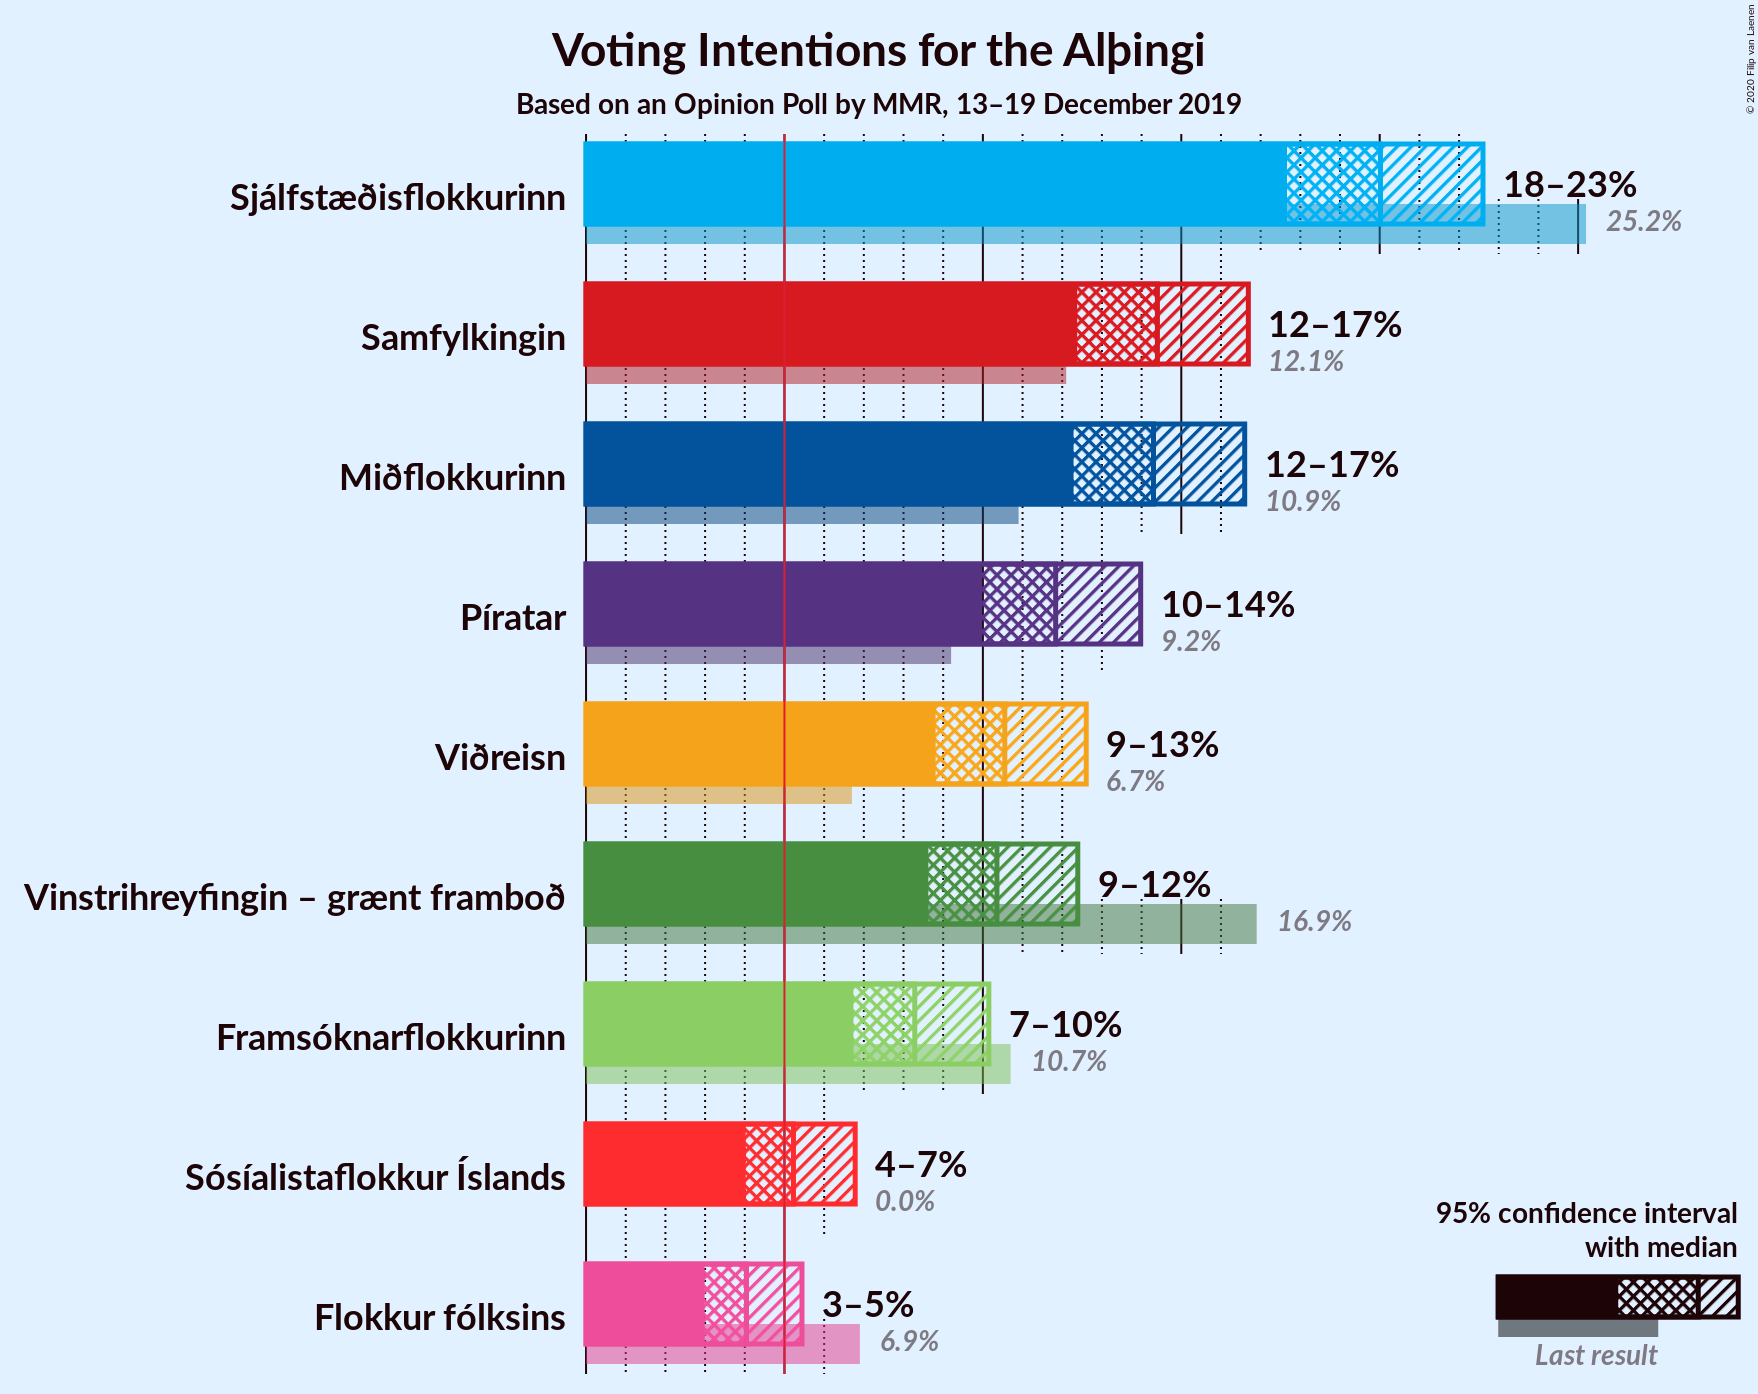 Voting Intentions for the Alþingi
Based on an Opinion Poll by MMR, 13–19 December 2019
© 2020 Filip van Laenen
Sjálfstæðisflokkurinn
18–23%
25.2%
Samfylkingin
12–17%
12.1%
Miðflokkurinn
12–17%
10.9%
Píratar
10–14%
9.2%
Viðreisn
9–13%
6.7%
Vinstrihreyfingin – grænt framboð
9–12%
16.9%
Framsóknarflokkurinn
7–10%
10.7%
Sósíalistaflokkur Íslands
4–7%
0.0%
Flokkur fólksins
3–5%
6.9%
95% confidence interval
with median
Last result